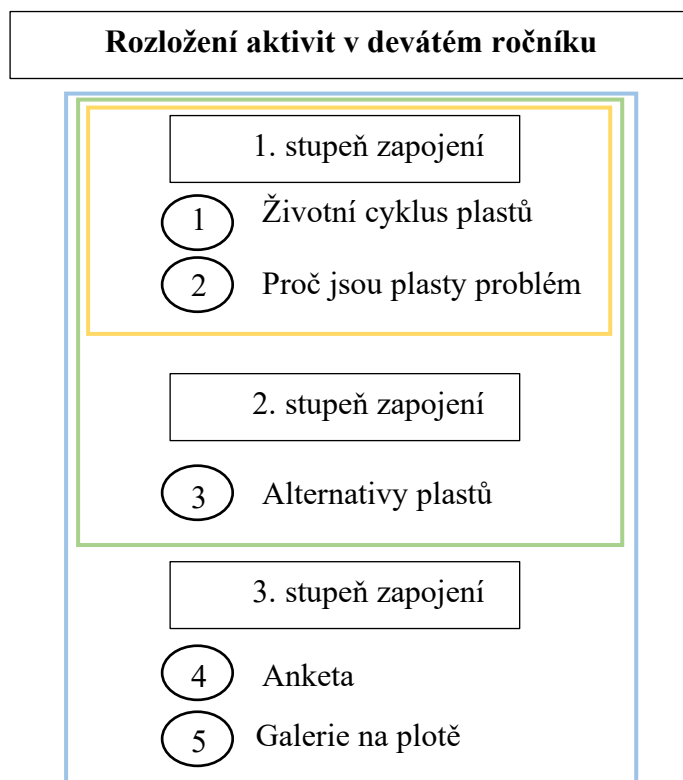 Rozložení aktivit v devátém ročníku
1. stupeň zapojení
1 Životní cyklus plastů
2 Proč jsou plasty problém
2. stupeň zapojení
3 Alternativy plastů
3. stupeň zapojení
4 Anketa
5 Galerie na plotě